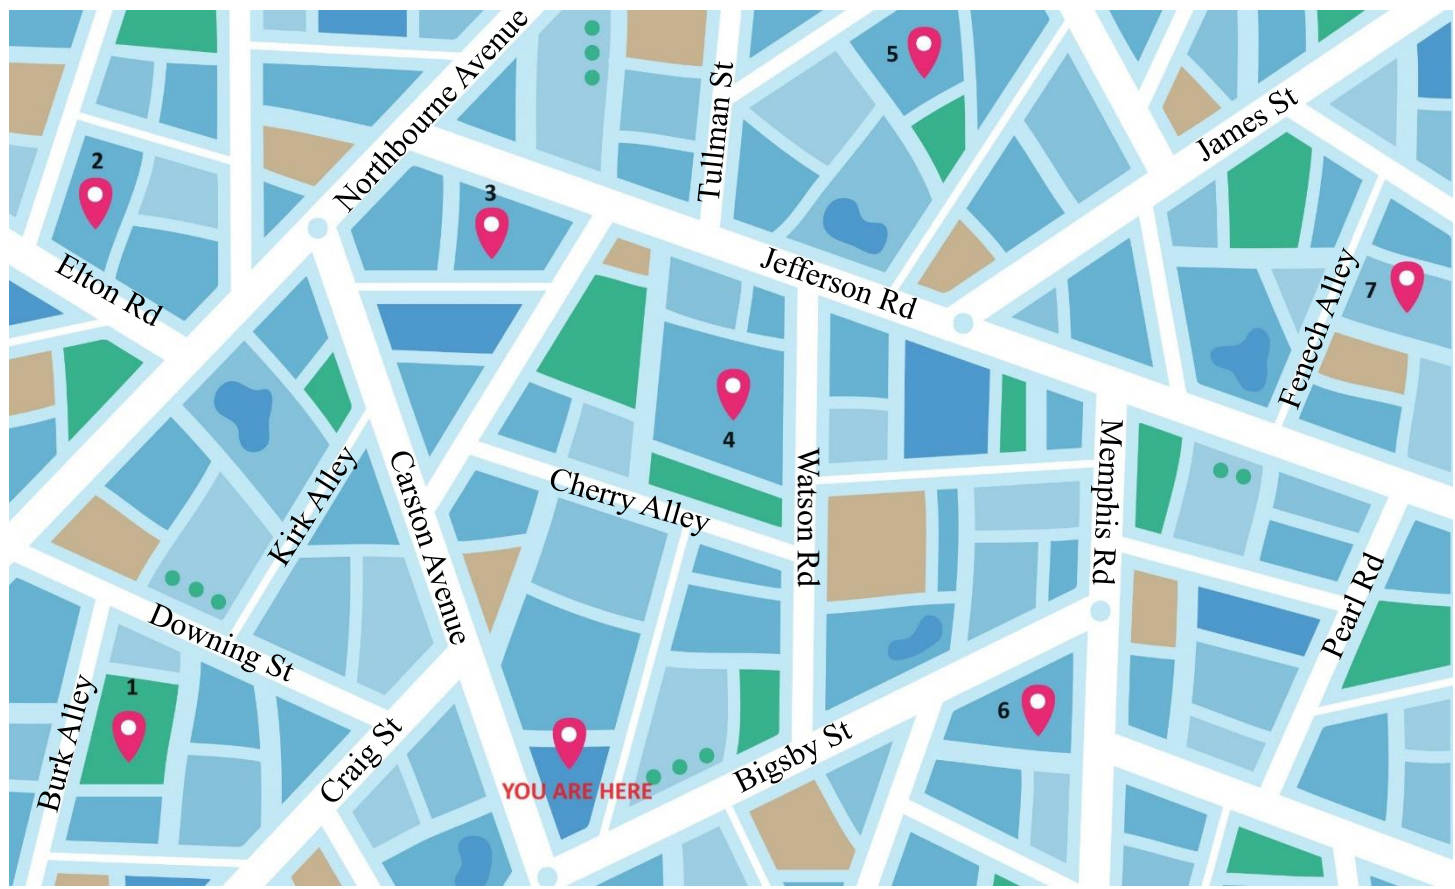 Northbourne Avenue
Tullman St
5
James St
2
3
Elton Rd
Jefferson Rd
Fenech Alley
7
4
Kirk Alley
Carston Avenue
Cherry Alley
Watson Rd
Memphis Rd
Downing St
Pearl Rd
1
Burk Alley
Craig St
6
Bigsby St
YOU ARE HERE